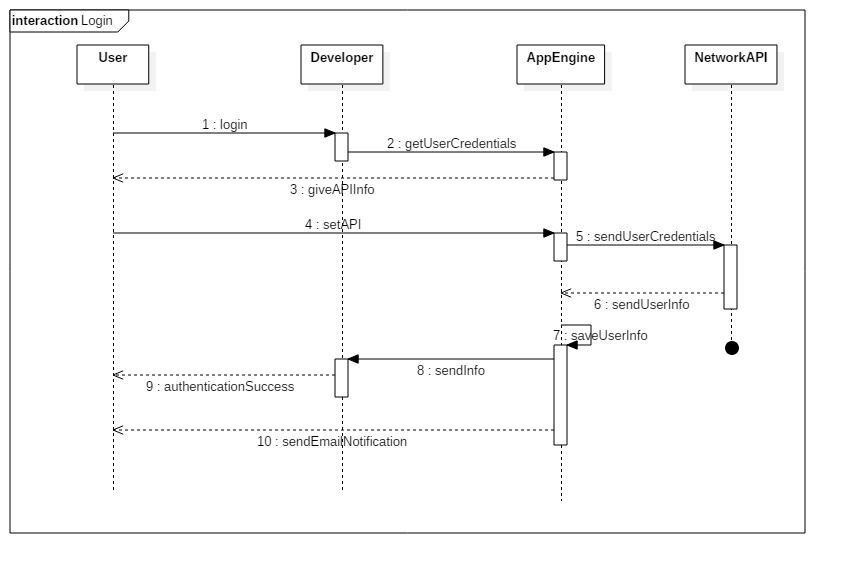 interaction Login
User
Developer
AppEngine
NetworkAPI
1 : login
2 : getUserCredentials
3 : giveAPIInfo
4 : setAPI
5 : sendUserCredentials
6 : sendUserInfo
7 : saveUserInfo
8 : sendInfo
9 : authenticationSuccess
10 : sendEmailNotification